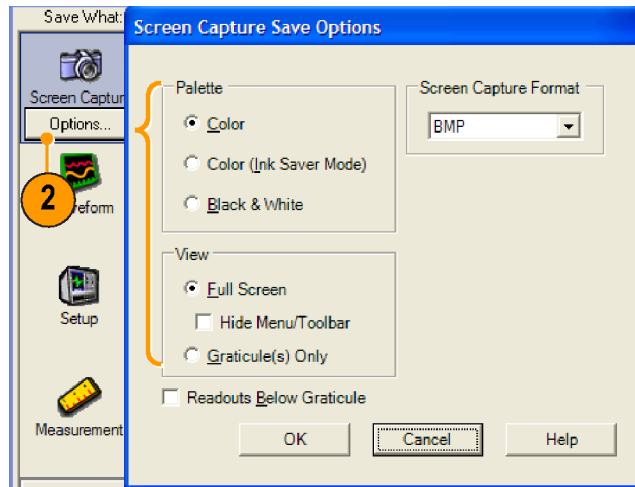 Save What:
Screen Capture Save Options
Screen Captur
Options...
2
eform
Setup
Measurement
Palette
Color
Color (Ink Saver Mode)
Black & White
View
Full Screen
Hide Menu/Toolbar
Graticule(s) Only
Readouts Below Graticule
Screen Capture Format
BMP
OK
Cancel
Help